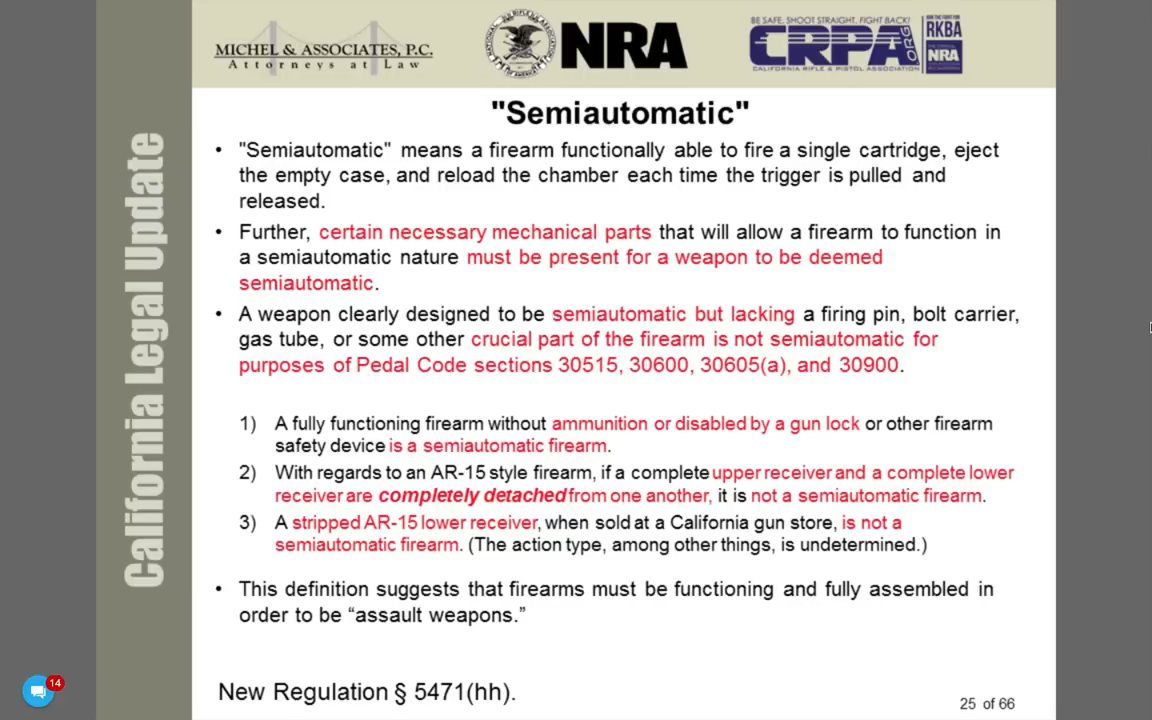 MICHEL & ASSOCIATES, P.C.
Attorneys at Law
NATIONAL RIFLE ASSOCIATION
OF AMERICA
NRA
BE SAFE. SHOOT STRAIGHT. FIGHT BACK!
CRPA.ORG
CALIFORNIA RIFLE & PISTOL ASSOCIATION
RKBA
NRA
California Legal Update
"Semiautomatic"
• "Semiautomatic" means a firearm functionally able to fire a single cartridge, eject
the empty case, and reload the chamber each time the trigger is pulled and
released.
• Further, certain necessary mechanical parts that will allow a firearm to function in
a semiautomatic nature must be present for a weapon to be deemed
semiautomatic.
• A weapon clearly designed to be semiautomatic but lacking a firing pin, bolt carrier,
gas tube, or some other crucial part of the firearm is not semiautomatic for
purposes of Pedal Code sections 30515, 30600, 30605(a), and 30900.
1) A fully functioning firearm without ammunition or disabled by a gun lock or other firearm
safety device is a semiautomatic firearm.
2) With regards to an AR-15 style firearm, if a complete upper receiver and a complete lower
receiver are completely detached from one another, it is not a semiautomatic firearm.
3) A stripped AR-15 lower receiver, when sold at a California gun store, is not a
semiautomatic firearm. (The action type, among other things, is undetermined.)
• This definition suggests that firearms must be functioning and fully assembled in
order to be “assault weapons.”
New Regulation § 5471(hh).
25 of 66
14